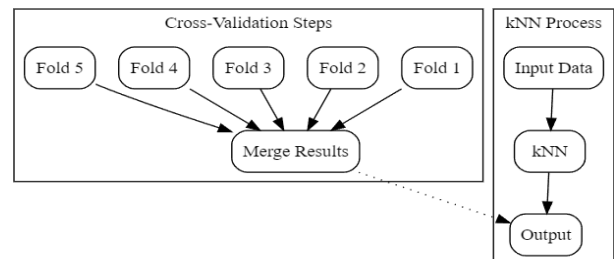 Cross-Validation Steps
Fold 5
Fold 4
Fold 3
Fold 2
Fold 1
Merge Results
kNN Process
Input Data
kNN
Output